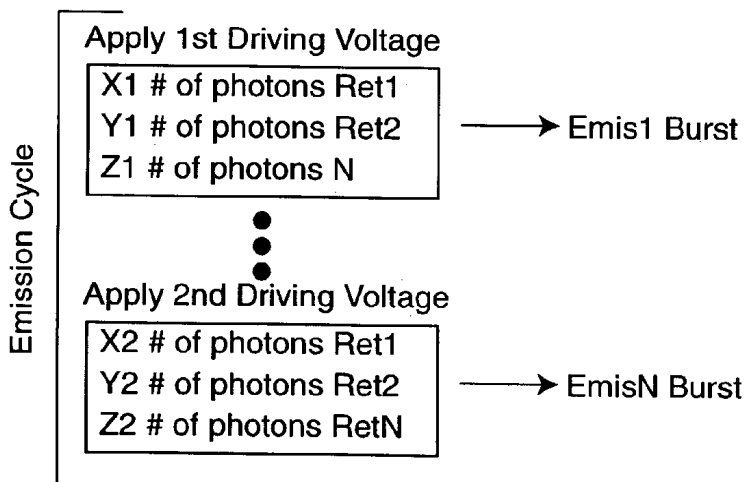 Emission Cycle
Apply 1st Driving Voltage
X1 # of photons Ret1
Y1 # of photons Ret2
Z1 # of photons N
Emis1 Burst
Apply 2nd Driving Voltage
X2 # of photons Ret1
Y2 # of photons Ret2
Z2 # of photons RetN
EmisN Burst